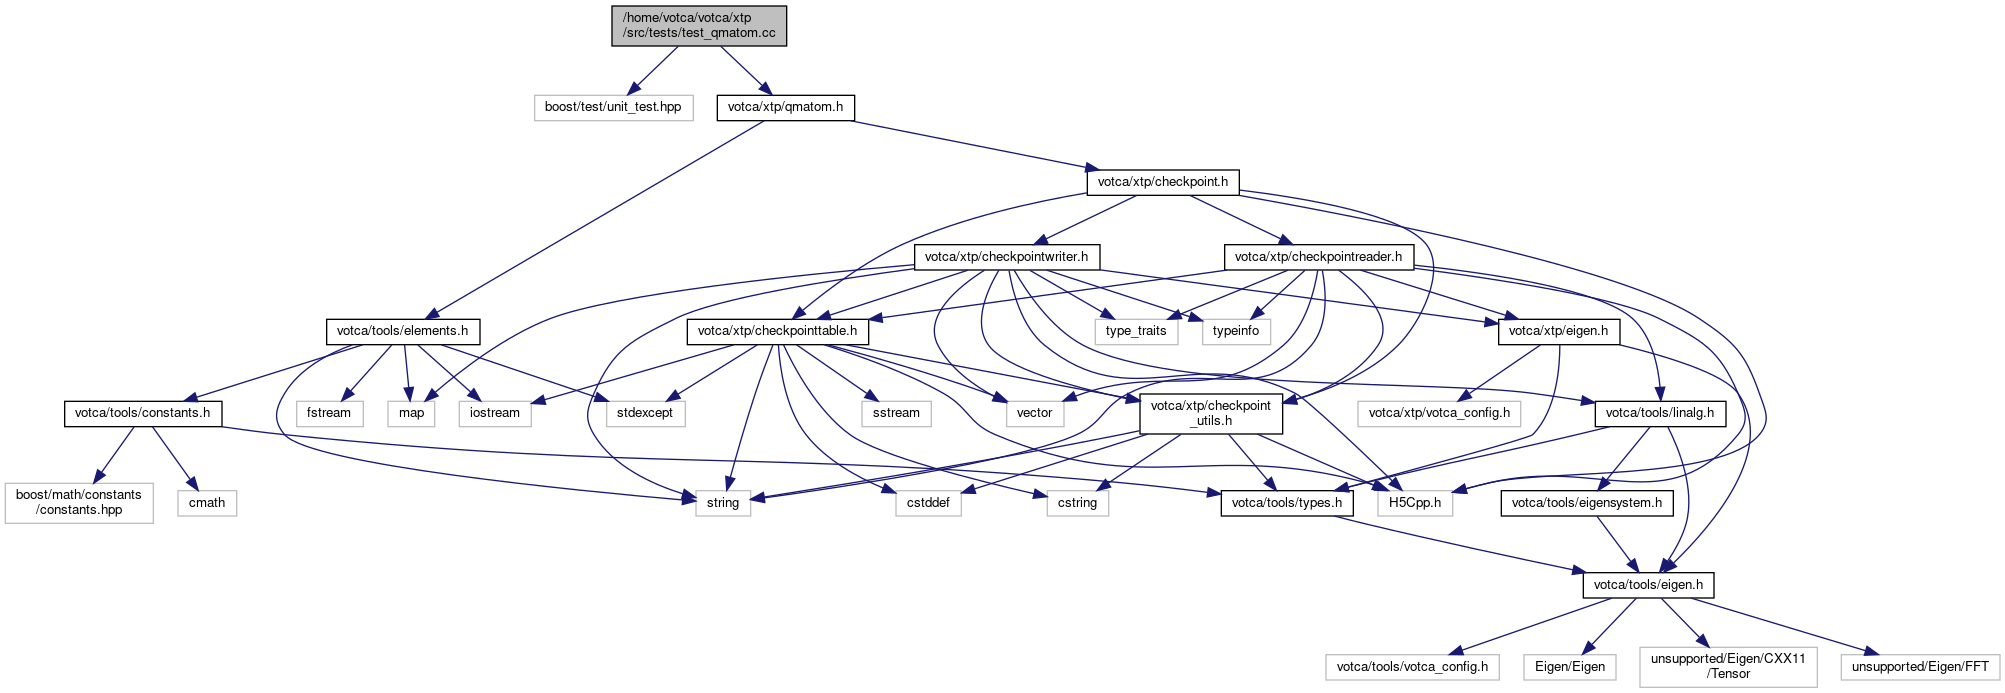 /home/votca/votca/xtp
/src/tests/test_qmatom.cc
boost/test/unit_test.hpp
votca/xtp/qmatom.h
votca/xtp/checkpoint.h
votca/xtp/checkpointwriter.h
votca/xtp/checkpointreader.h
votca/tools/elements.h
votca/xtp/checkpointtable.h
type_traits
typeinfo
votca/xtp/eigen.h
votca/tools/constants.h
fstream
map
iostream
stdexcept
sstream
vector
votca/xtp/checkpoint
_utils.h
votca/xtp/votca_config.h
votca/tools/linalg.h
boost/math/constants
/constants.hpp
cmath
string
cstddef
cstring
votca/tools/types.h
H5Cpp.h
votca/tools/eigensystem.h
votca/tools/eigen.h
votca/tools/votca_config.h
Eigen/Eigen
unsupported/Eigen/CXX11
/Tensor
unsupported/Eigen/FFT